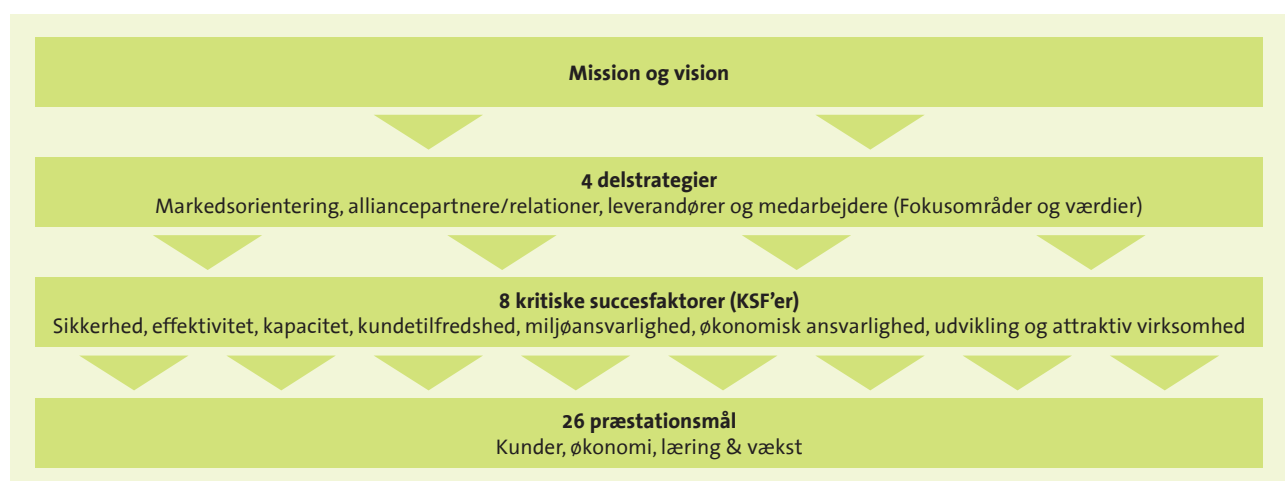 Mission og vision
4 delstrategier
Markedsorientering, alliancepartnere/relationer, leverandører og medarbejdere (Fokusområder og værdier)
8 kritiske succesfaktorer (KSF’er)
Sikkerhed, effektivitet, kapacitet, kundetilfredshed, miljøansvarlighed, økonomisk ansvarlighed, udvikling og attraktiv virksomhed
26 præstationsmål
Kunder, økonomi, læring & vækst